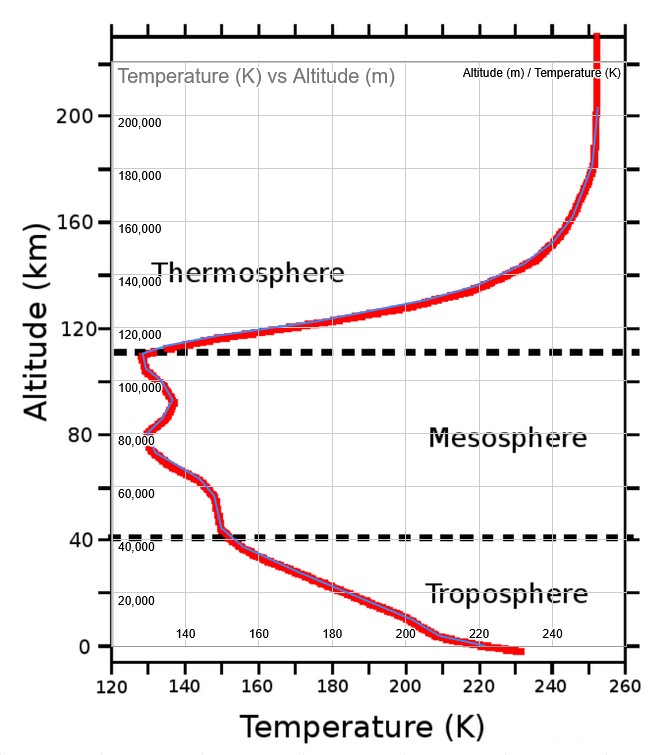 Temperature (K) vs Altitude (m)
Altitude (m) / Temperature (K)
200
200,000
180,000
160
160,000
Thermosphere
140,000
120
120,000
100,000
80
80,000
Mesosphere
60,000
40
40,000
20,000
Troposphere
140 160 180 200 220 240
0
120 140 160 180 200 220 240 260
Altitude (km)
Temperature (K)